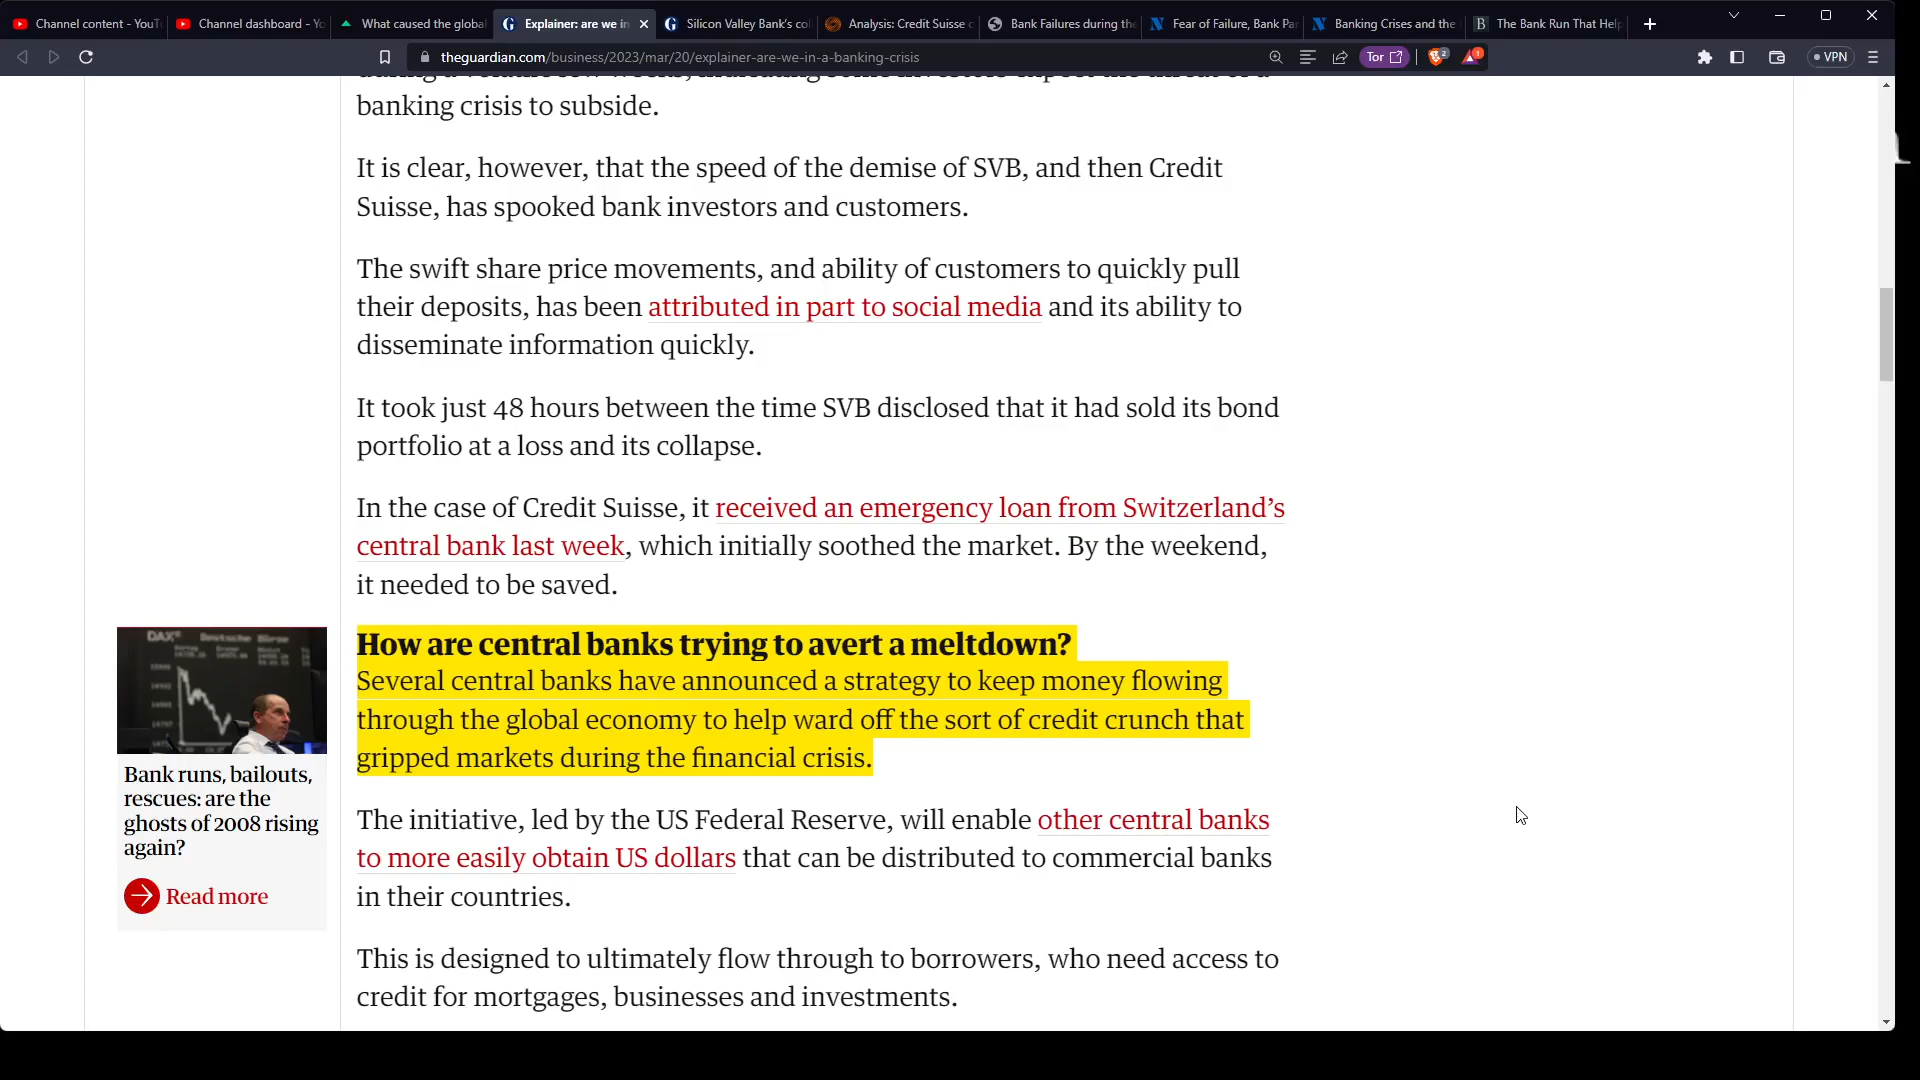 Channel content - YouT
Channel dashboard - Yo
What caused the global
Explainer: are we in
Silicon Valley Bank's co
Analysis: Credit Suisse c
Bank Failures during the
Fear of Failure, Bank Pa
Banking Crises and the
The Bank Run That Help
theguardian.com/business/2023/mar/20/explainer-are-we-in-a-banking-crisis
Tor
2
1
VPN
banking crisis to subside.
It is clear, however, that the speed of the demise of SVB, and then Credit
Suisse, has spooked bank investors and customers.
The swift share price movements, and ability of customers to quickly pull
their deposits, has been attributed in part to social media and its ability to
disseminate information quickly.
It took just 48 hours between the time SVB disclosed that it had sold its bond
portfolio at a loss and its collapse.
In the case of Credit Suisse, it received an emergency loan from Switzerland’s
central bank last week, which initially soothed the market. By the weekend,
it needed to be saved.
How are central banks trying to avert a meltdown?
Several central banks have announced a strategy to keep money flowing
through the global economy to help ward off the sort of credit crunch that
gripped markets during the financial crisis.
DAX
Bank runs, bailouts,
rescues: are the
ghosts of 2008 rising
again?
Read more
The initiative, led by the US Federal Reserve, will enable other central banks
to more easily obtain US dollars that can be distributed to commercial banks
in their countries.
This is designed to ultimately flow through to borrowers, who need access to
credit for mortgages, businesses and investments.